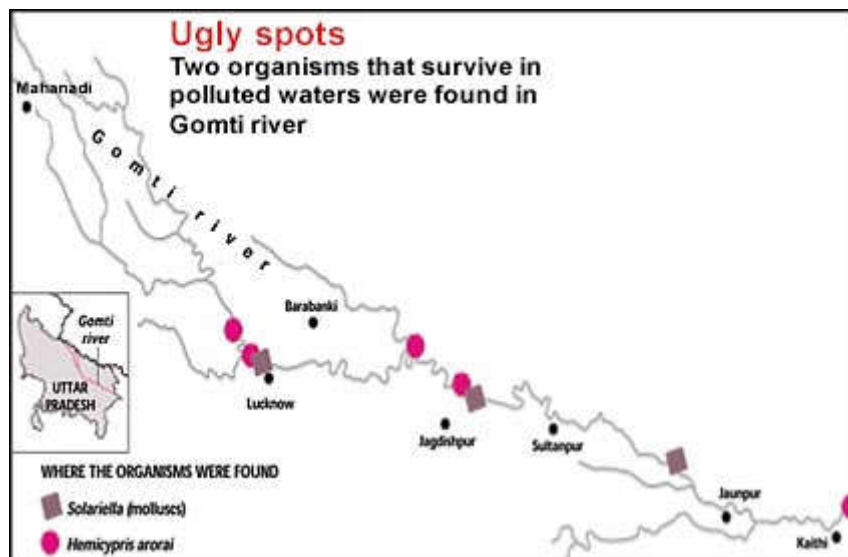 Ugly spots
Two organisms that survive in
polluted waters were found in
Gomti river
Mahanadi
Gomti river
Barabanki
Gomti
river
UTTAR
PRADESH
Lucknow
Jagdishpur
Sultanpur
WHERE THE ORGANISMS WERE FOUND
Solariella (molluscs)
Jaunpur
Hemicypris arorai
Kaithi